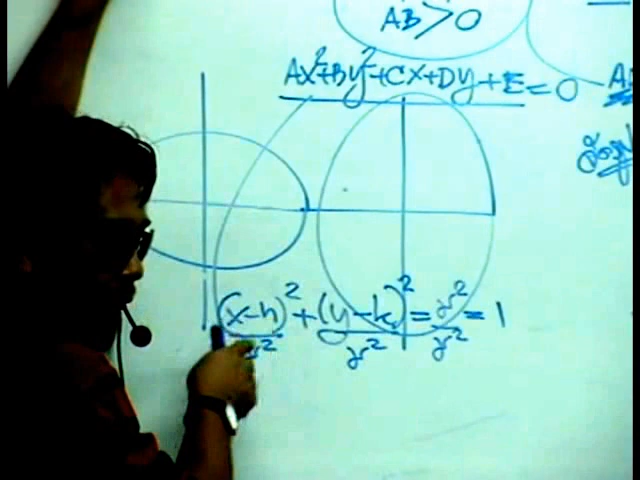 AB > 0
Ax²+By²+Cx+Dy+E=0
(x-h)²/r² + (y-k)²/r² = r²/r² = 1